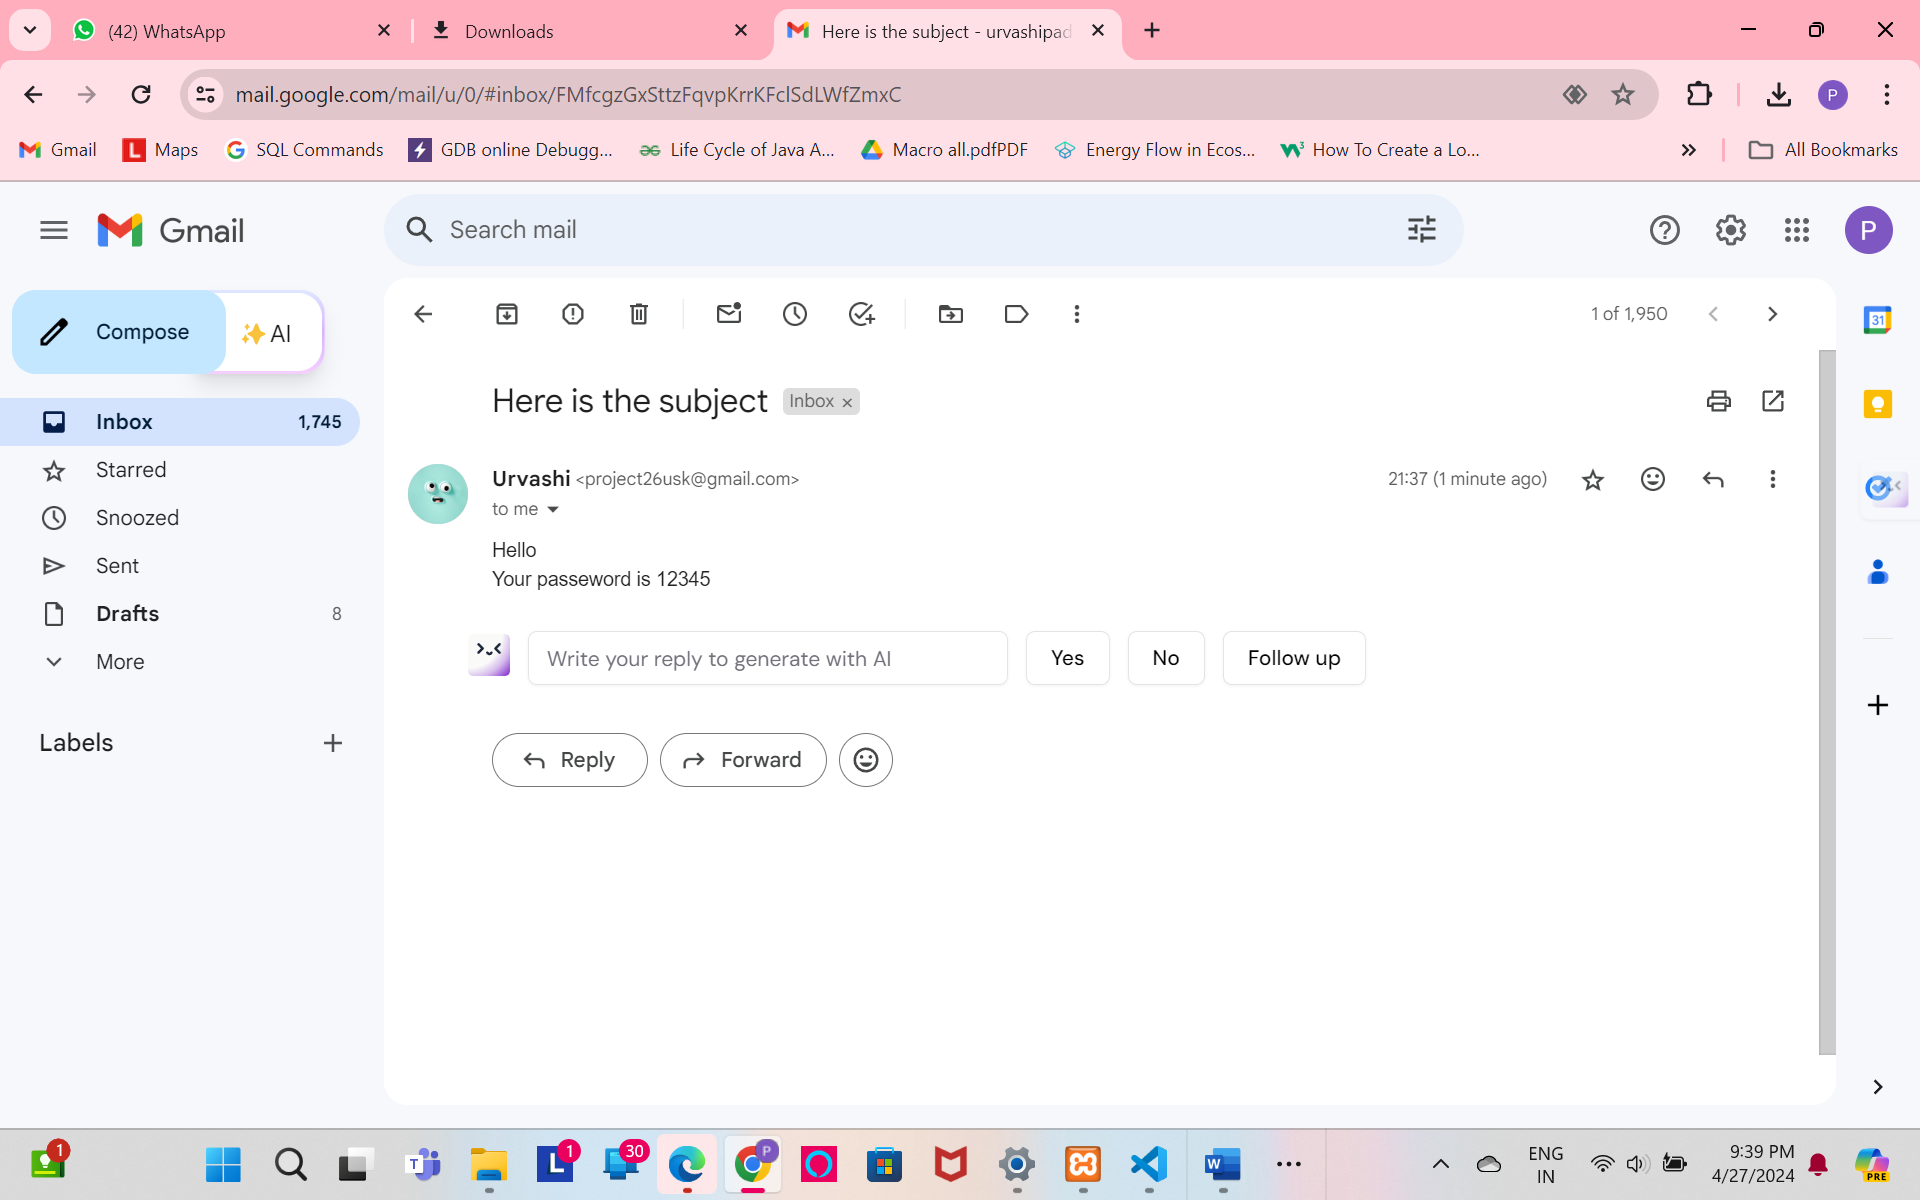 (42) WhatsApp
Downloads
Here is the subject - urvashipad
mail.google.com/mail/u/0/#inbox/FMfcgzGxSttzFqvpKrrKFclSdLWfZmxC
P
Gmail
L Maps
G SQL Commands
GDB online Debugg...
Life Cycle of Java A...
Macro all.pdfPDF
Energy Flow in Ecos...
W3 How To Create a Lo...
All Bookmarks
Gmail
Search mail
P
Compose
AI
1 of 1,950
31
Inbox 1,745
Starred
Snoozed
Sent
Drafts 8
More
Labels
Here is the subject Inbox ×
Urvashi <project26usk@gmail.com> 21:37 (1 minute ago)
to me
Hello
Your passeword is 12345
Write your reply to generate with AI
Yes
No
Follow up
Reply
Forward
1
T
L 1
30
P
W
ENG
IN
9:39 PM
4/27/2024
PRE